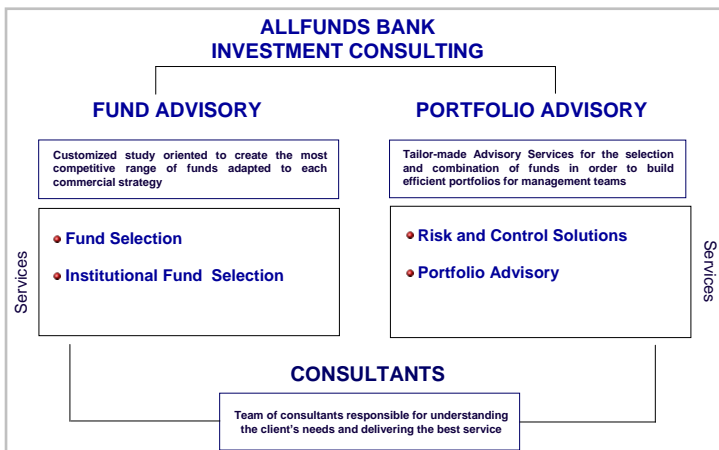 ALLFUNDS BANK
INVESTMENT CONSULTING
FUND ADVISORY
PORTFOLIO ADVISORY
Customized study oriented to create the most
competitive range of funds adapted to each
commercial strategy
Tailor-made Advisory Services for the selection
and combination of funds in order to build
efficient portfolios for management teams
Services
Fund Selection
Institutional Fund Selection
Risk and Control Solutions
Portfolio Advisory
Services
CONSULTANTS
Team of consultants responsible for understanding
the client's needs and delivering the best service